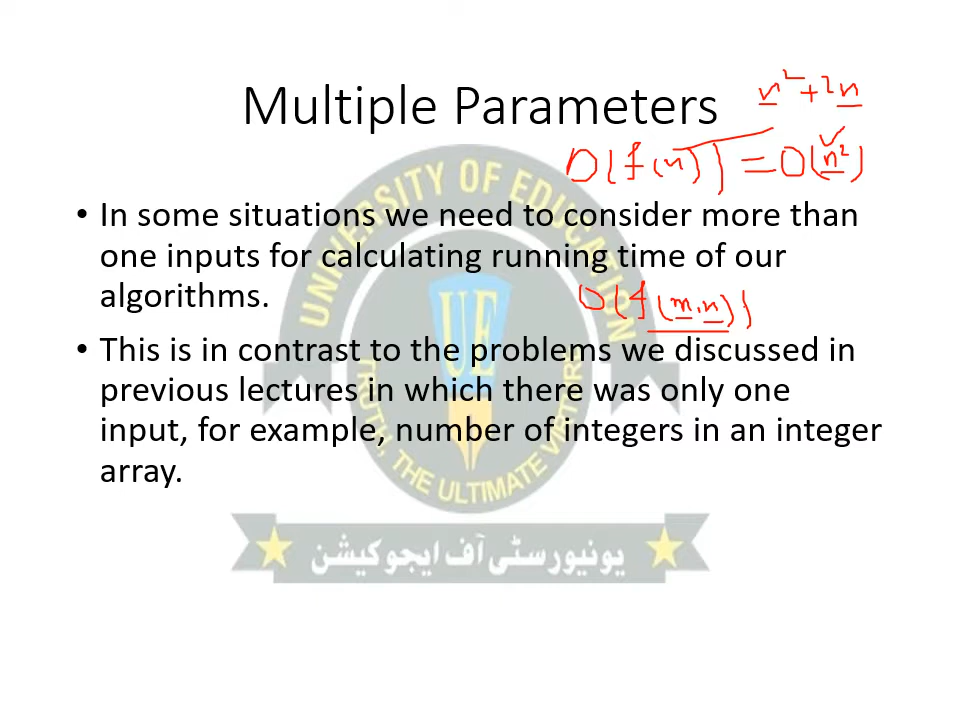 Multiple Parameters
n² + 2n
O(f(n)) = O(n²)
• In some situations we need to consider more than
one inputs for calculating running time of our
algorithms.
O(f(m,n))
• This is in contrast to the problems we discussed in
previous lectures in which there was only one
input, for example, number of integers in an integer
array.
UNIVERSITY OF EDUCATION
UE
TRUTH, THE ULTIMATE VIRTUE
یونیورسٹی آف ایجوکیشن